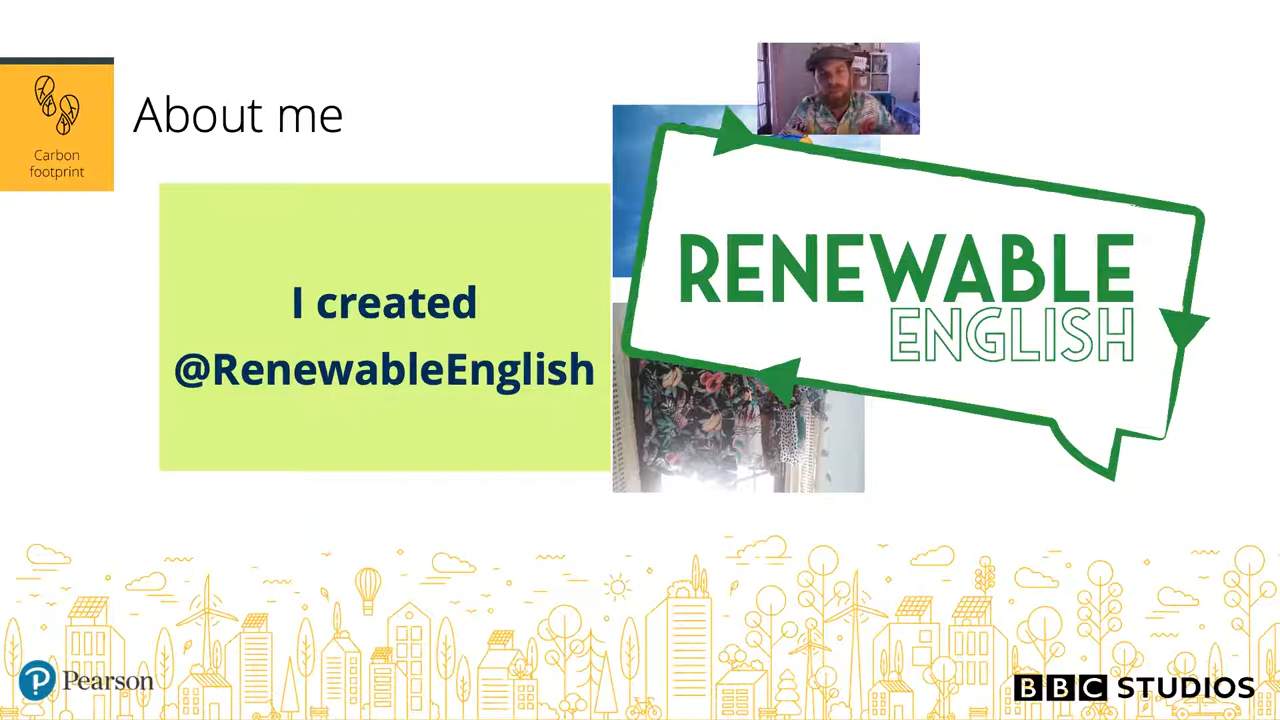 About me
Carbon
footprint
I created
@RenewableEnglish
RENEWABLE
ENGLISH
Pearson
BBC STUDIOS